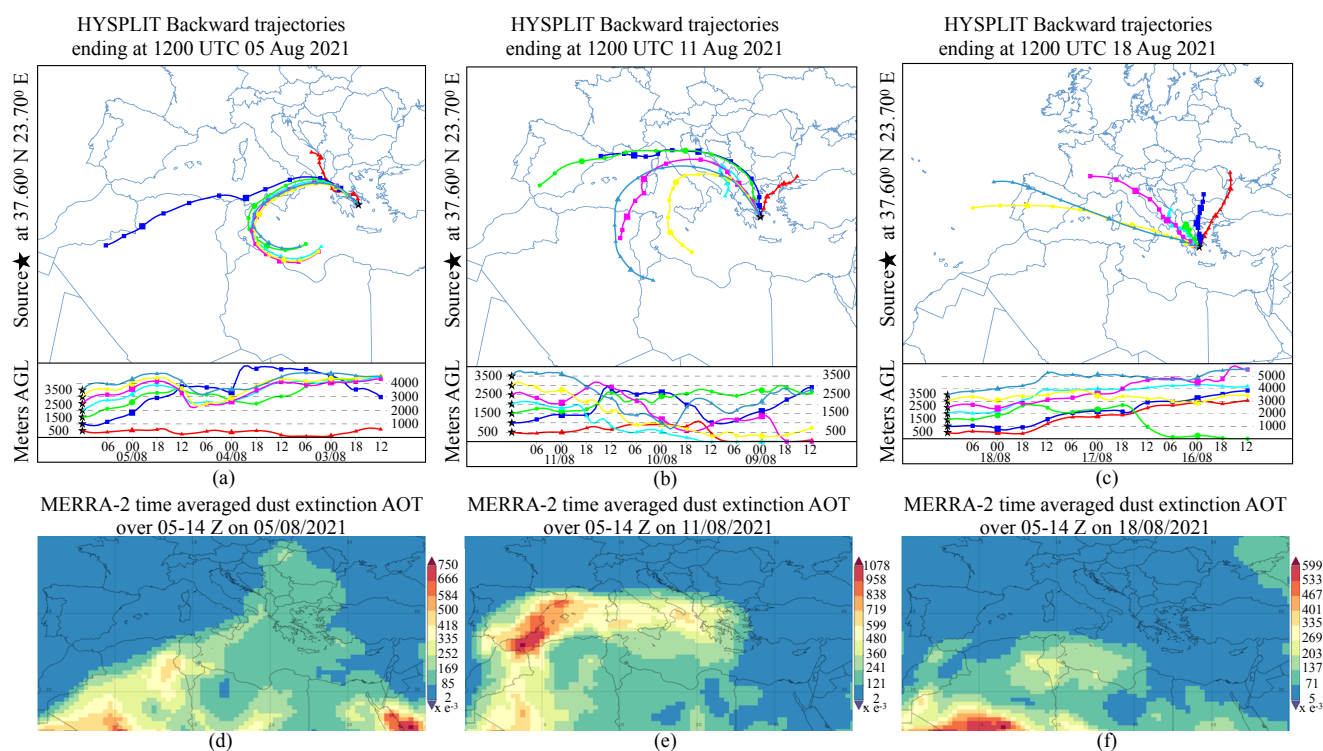 HYSPLIT Backward trajectories
ending at 1200 UTC 05 Aug 2021
HYSPLIT Backward trajectories
ending at 1200 UTC 11 Aug 2021
HYSPLIT Backward trajectories
ending at 1200 UTC 18 Aug 2021
Source★ at 37.60⁰ N 23.70⁰ E
Meters AGL
3500
2500
1500
500
4000
3000
2000
1000
06 00 18 12 06 00 18 12 06 00 18 12
05/08 04/08 03/08
(a)
Source★ at 37.60⁰ N 23.70⁰ E
Meters AGL
3500
2500
1500
500
3500
2500
1500
500
06 00 18 12 06 00 18 12 06 00 18 12
11/08 10/08 09/08
(b)
Source★ at 37.60⁰ N 23.70⁰ E
Meters AGL
3500
2500
1500
500
5000
4000
3000
2000
1000
06 00 18 12 06 00 18 12 06 00 18 12
18/08 17/08 16/08
(c)
MERRA-2 time averaged dust extinction AOT
over 05-14 Z on 05/08/2021
750
666
584
500
418
335
252
169
85
2
x e⁻³
(d)
MERRA-2 time averaged dust extinction AOT
over 05-14 Z on 11/08/2021
1078
958
838
719
599
480
360
241
121
2
x e⁻³
(e)
MERRA-2 time averaged dust extinction AOT
over 05-14 Z on 18/08/2021
599
533
467
401
335
269
203
137
71
5
x e⁻³
(f)